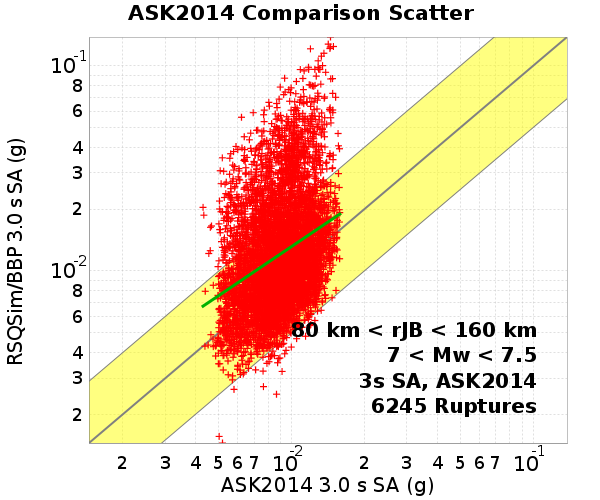 ASK2014 Comparison Scatter
RSQSim/BBP 3.0 s SA (g)
10-1
8
6
4
3
2
10-2
8
6
4
3
2
80 km < rJB < 160 km
7 < Mw < 7.5
3s SA, ASK2014
6245 Ruptures
2 3 4 5 6 7 10-2 2 3 4 5 6 7 10-1
ASK2014 3.0 s SA (g)